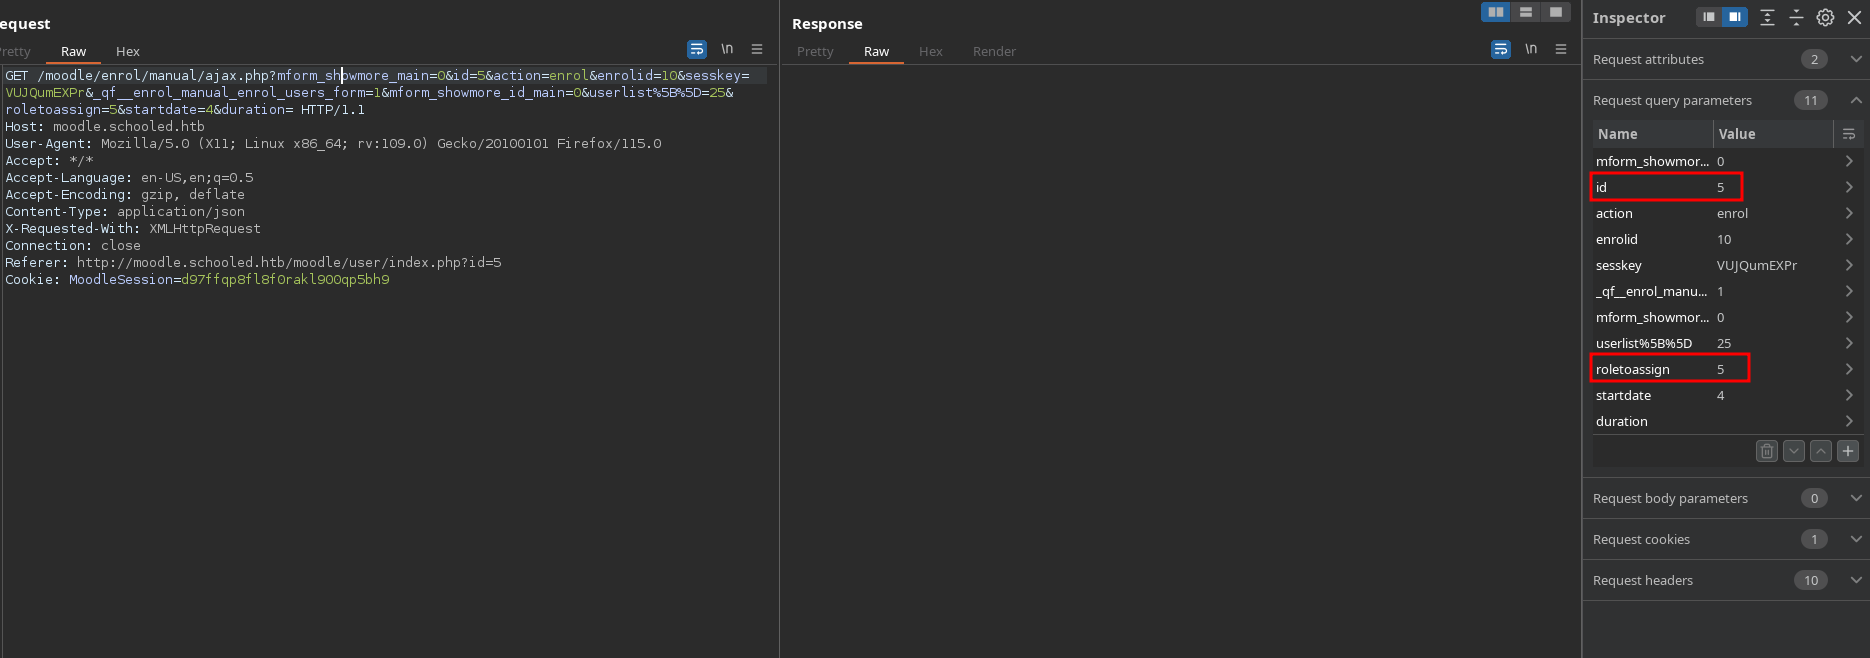 equest
retty Raw Hex \n
GET /moodle/enrol/manual/ajax.php?mform_showmore_main=0&id=5&action=enrol&enrolid=10&sesskey=
VUJQumEXPr&_qf__enrol_manual_enrol_users_form=1&mform_showmore_id_main=0&userlist%5B%5D=25&
roletoassign=5&startdate=4&duration= HTTP/1.1
Host: moodle.schooled.htb
User-Agent: Mozilla/5.0 (X11; Linux x86_64; rv:109.0) Gecko/20100101 Firefox/115.0
Accept: */*
Accept-Language: en-US,en;q=0.5
Accept-Encoding: gzip, deflate
Content-Type: application/json
X-Requested-With: XMLHttpRequest
Connection: close
Referer: http://moodle.schooled.htb/moodle/user/index.php?id=5
Cookie: MoodleSession=d97ffqp8fl8f0rakl900qp5bh9
Response
Pretty Raw Hex Render \n
Inspector
Request attributes 2
Request query parameters 11
Name Value
mform_showmor... 0
id 5
action enrol
enrolid 10
sesskey VUJQumEXPr
_qf__enrol_manu... 1
mform_showmor... 0
userlist%5B%5D 25
roletoassign 5
startdate 4
duration
Request body parameters 0
Request cookies 1
Request headers 10